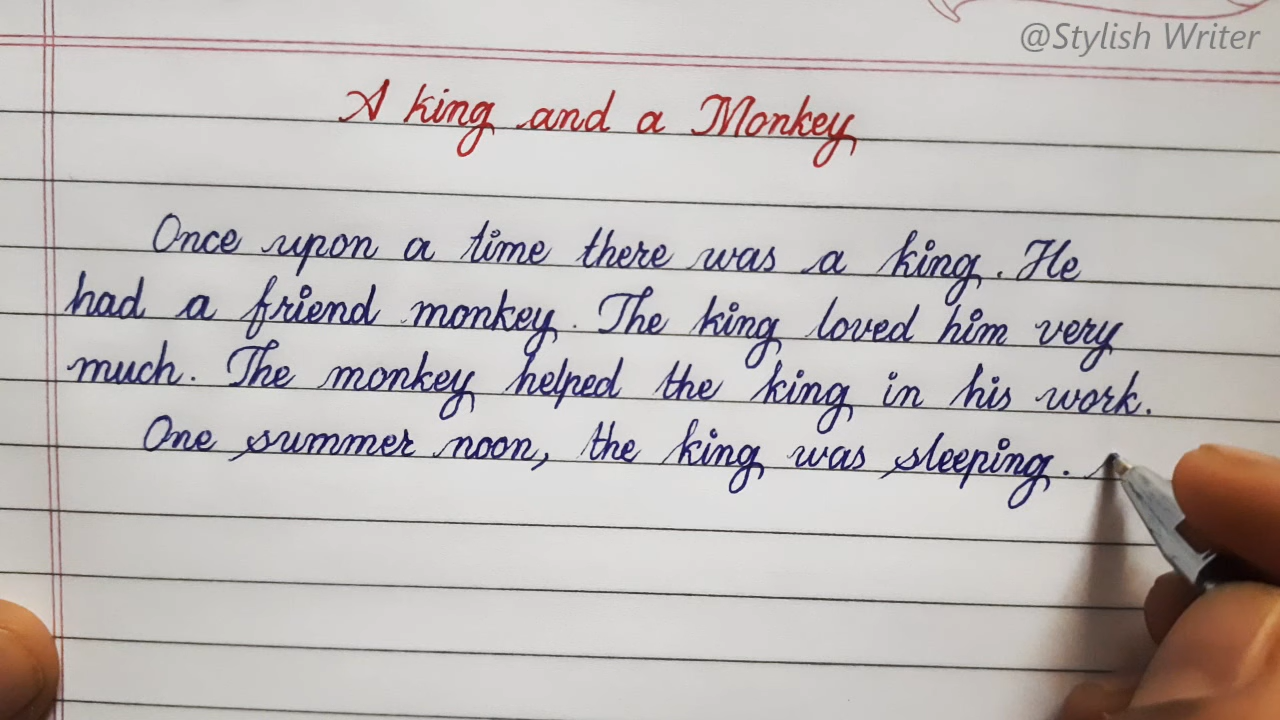 @Stylish Writer
A king and a Monkey
Once upon a time there was a king. He
had a friend monkey. The king loved him very
much. The monkey helped the king in his work.
One summer noon, the king was sleeping.